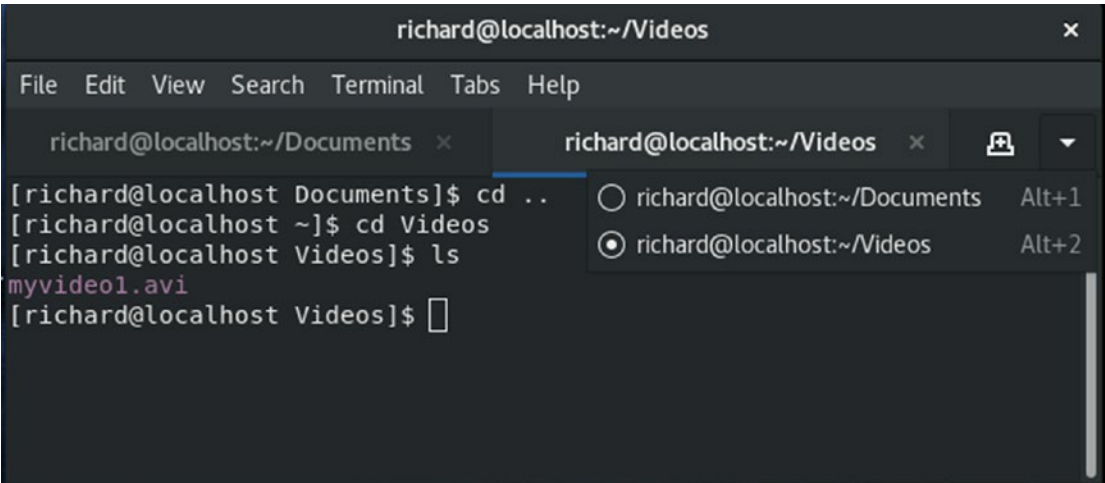 richard@localhost:~/Videos ×
File Edit View Search Terminal Tabs Help
richard@localhost:~/Documents × richard@localhost:~/Videos ×
[richard@localhost Documents]$ cd ..
[richard@localhost ~]$ cd Videos
[richard@localhost Videos]$ ls
myvideo1.avi
[richard@localhost Videos]$
richard@localhost:~/Documents Alt+1
richard@localhost:~/Videos Alt+2